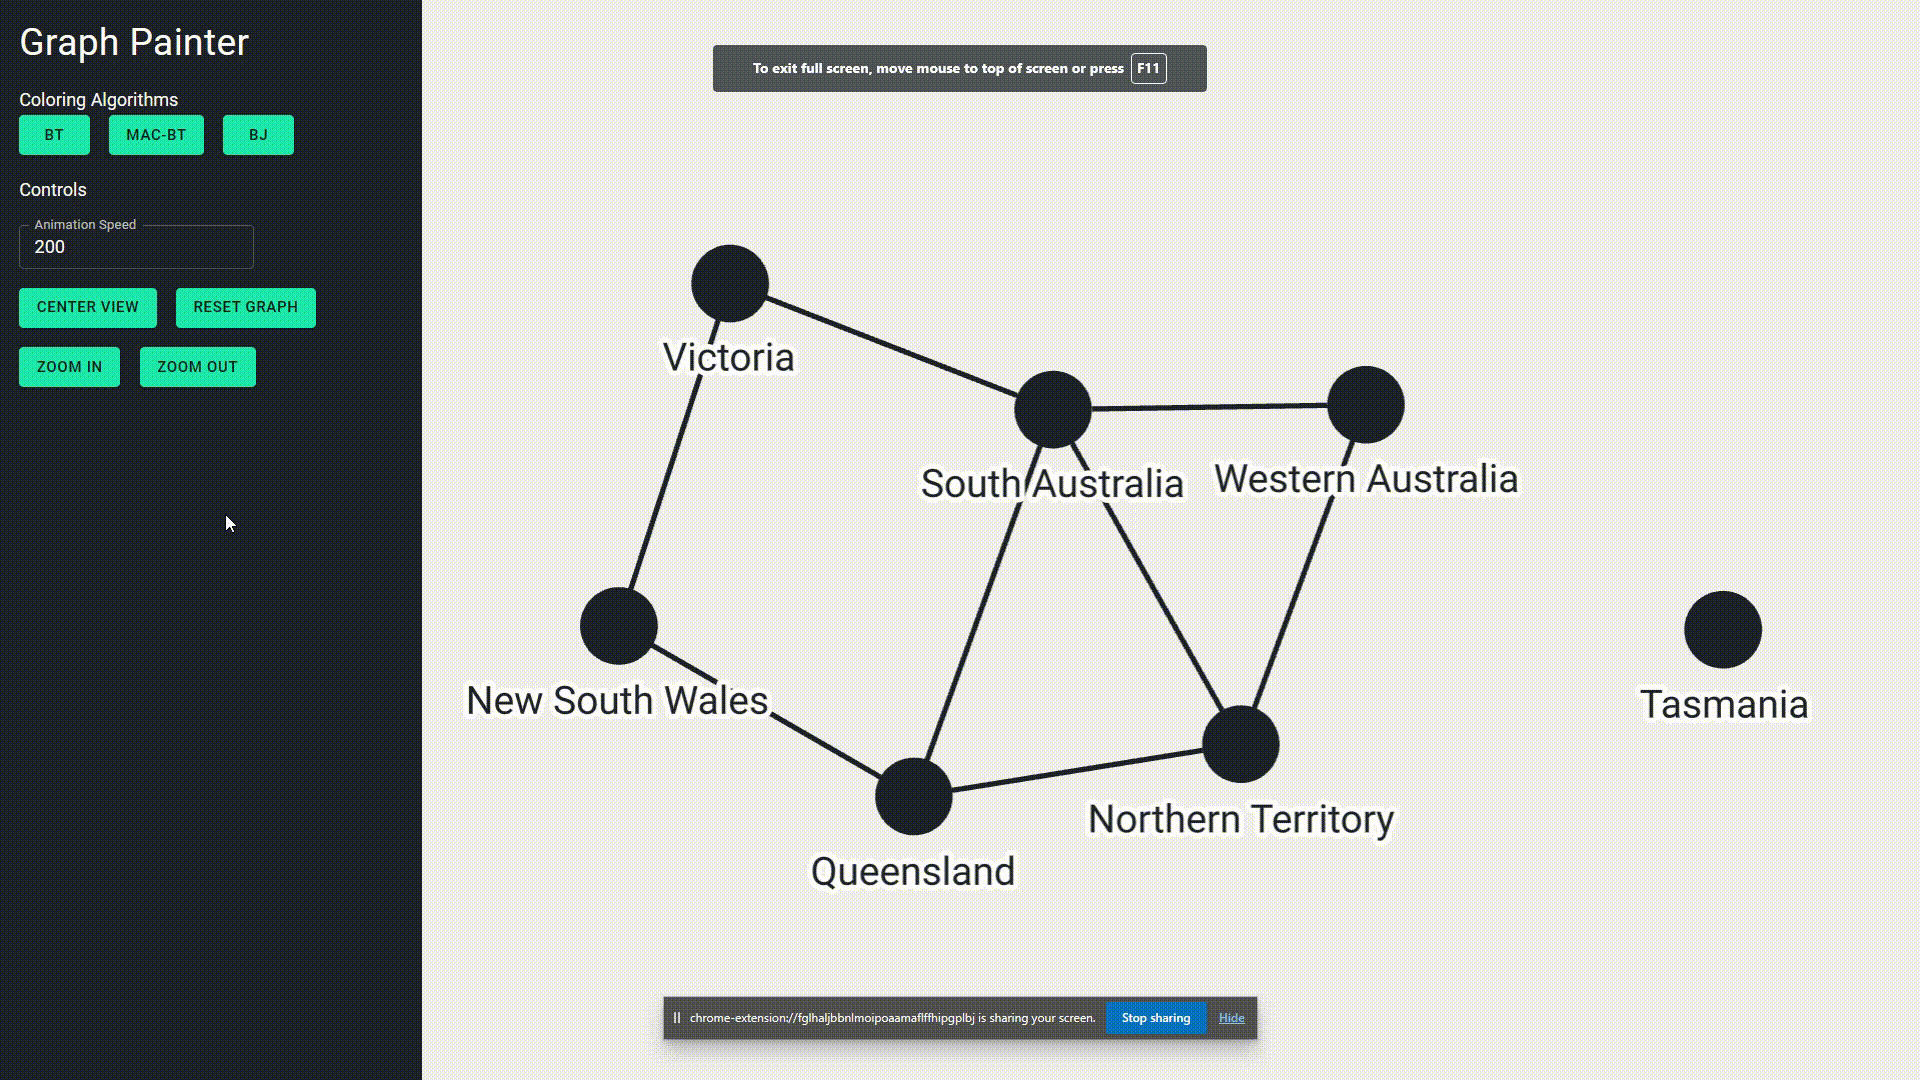 Graph Painter
Coloring Algorithms
BT
MAC-BT
BJ
Controls
Animation Speed
200
CENTER VIEW
RESET GRAPH
ZOOM IN
ZOOM OUT
To exit full screen, move mouse to top of screen or press F11
Victoria
South Australia
Western Australia
New South Wales
Tasmania
Northern Territory
Queensland
chrome-extension://fglhaljbbnlmoipoaamaflffhipgplbj is sharing your screen.
Stop sharing
Hide